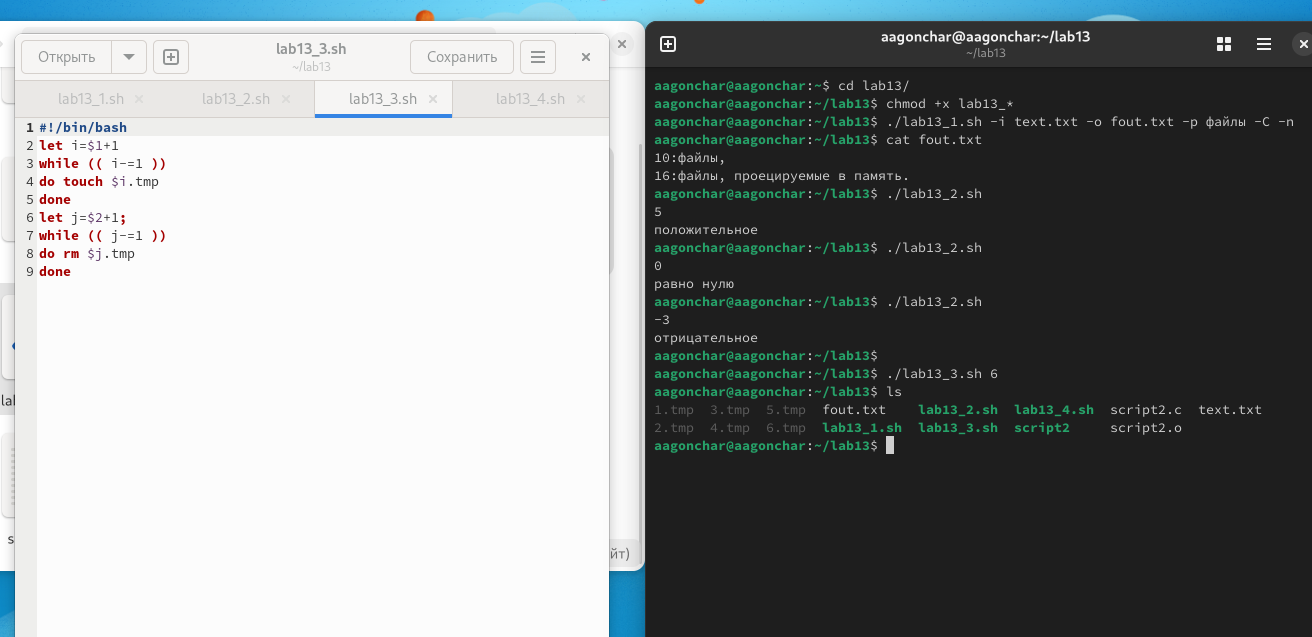 Открыть
lab13_3.sh
~/lab13
Сохранить
lab13_1.sh
lab13_2.sh
lab13_3.sh
lab13_4.sh
1 #!/bin/bash
2 let i=$1+1
3 while (( i-=1 ))
4 do touch $i.tmp
5 done
6 let j=$2+1;
7 while (( j-=1 ))
8 do rm $j.tmp
9 done
lal
s
йт)
aagonchar@aagonchar:~/lab13
~/lab13
aagonchar@aagonchar:~$ cd lab13/
aagonchar@aagonchar:~/lab13$ chmod +x lab13_*
aagonchar@aagonchar:~/lab13$ ./lab13_1.sh -i text.txt -o fout.txt -p файлы -C -n
aagonchar@aagonchar:~/lab13$ cat fout.txt
10:файлы,
16:файлы, проецируемые в память.
aagonchar@aagonchar:~/lab13$ ./lab13_2.sh
5
положительное
aagonchar@aagonchar:~/lab13$ ./lab13_2.sh
0
равно нулю
aagonchar@aagonchar:~/lab13$ ./lab13_2.sh
-3
отрицательное
aagonchar@aagonchar:~/lab13$
aagonchar@aagonchar:~/lab13$ ./lab13_3.sh 6
aagonchar@aagonchar:~/lab13$ ls
1.tmp 3.tmp 5.tmp fout.txt lab13_2.sh lab13_4.sh script2.c text.txt
2.tmp 4.tmp 6.tmp lab13_1.sh lab13_3.sh script2 script2.o
aagonchar@aagonchar:~/lab13$